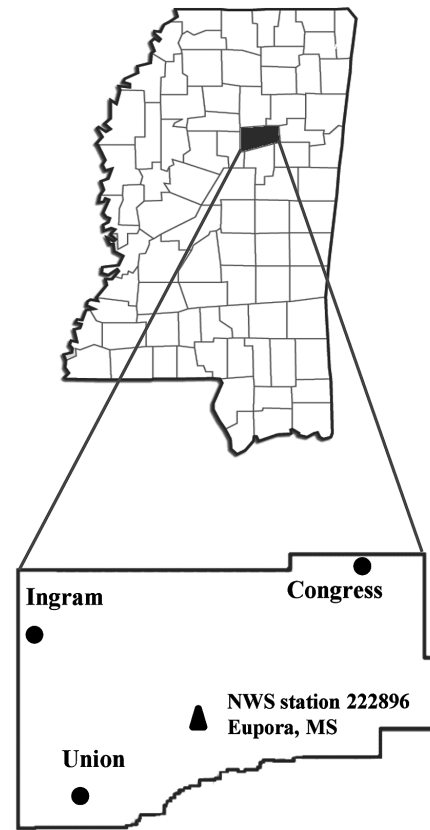 Congress
Ingram
NWS station 222896
Eupora, MS
Union